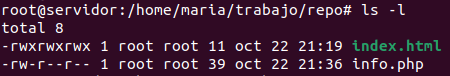 root@servidor:/home/maria/trabajo/repo# ls -l
total 8
-rwxrwxrwx 1 root root 11 oct 22 21:19 index.html
-rw-r--r-- 1 root root 39 oct 22 21:36 info.php